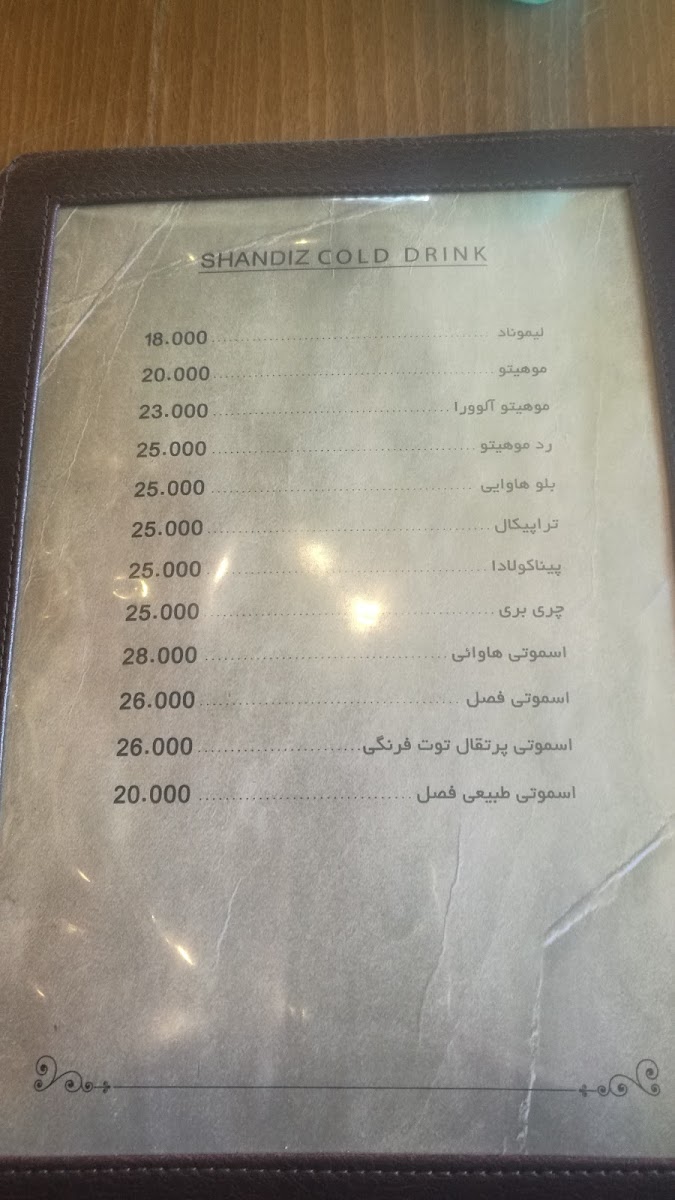 SHANDIZ COLD DRINK
لیموناد ........................ 18.000
موهیتو ........................ 20.000
موهیتو آلوورا ........................ 23.000
رد موهیتو ........................ 25.000
بلو هاوایی ........................ 25.000
تراپیکال ........................ 25.000
پیناکولادا ........................ 25.000
چری بری ........................ 25.000
اسموتی هاوائی ........................ 28.000
اسموتی فصل ........................ 26.000
اسموتی پرتقال توت فرنگی ........................ 26.000
اسموتی طبیعی فصل ........................ 20.000